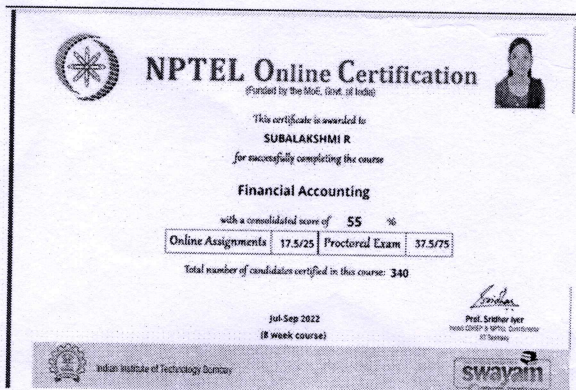 NPTEL Online Certification
(Funded by the MoE, Govt. of India)
This certificate is awarded to
SUBALAKSHMI R
for successfully completing the course
Financial Accounting
with a consolidated score of 55 %
Online Assignments 17.5/25 Proctored Exam 37.5/75
Total number of candidates certified in this course: 340
Jul-Sep 2022
(8 week course)
Prof. Sridhar Iyer
IIT Bombay
Indian Institute of Technology Bombay
swayam